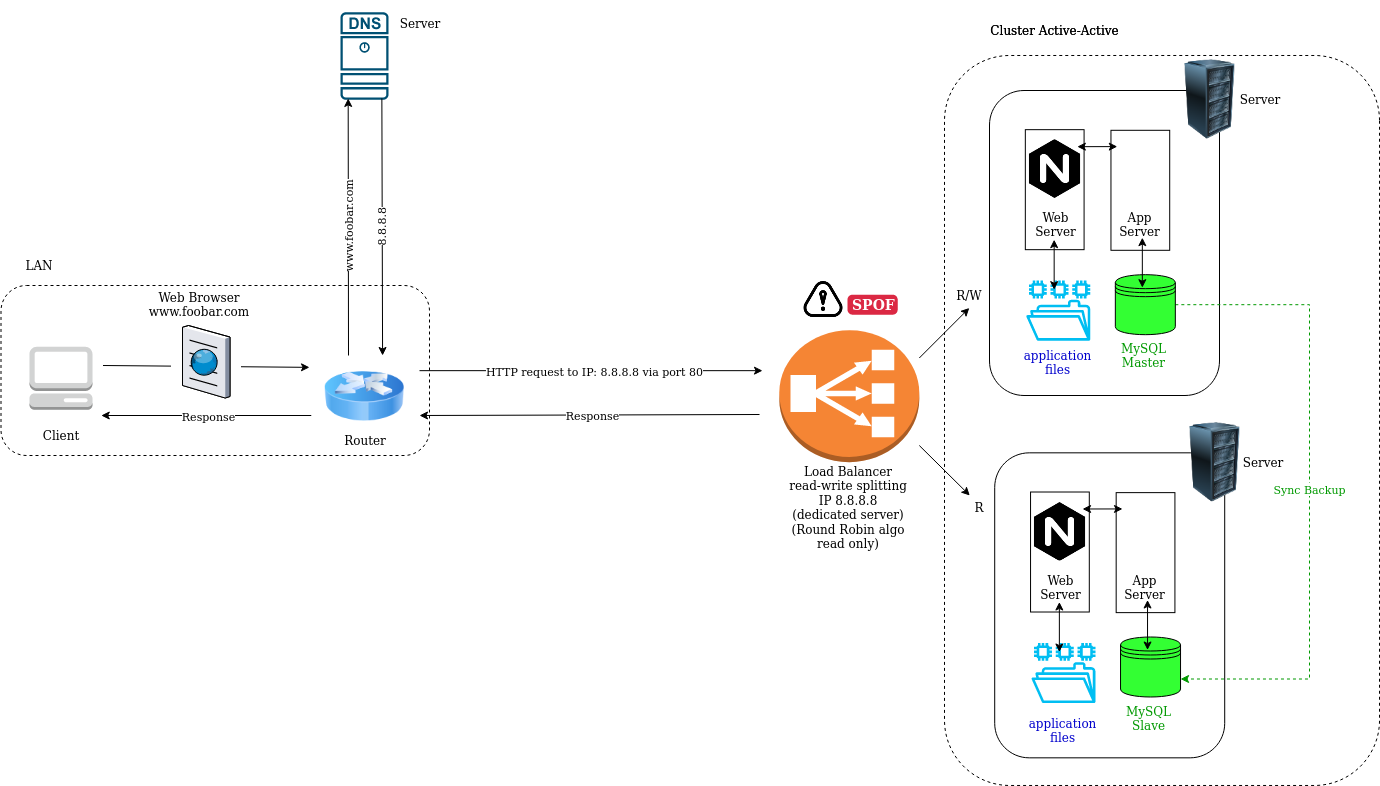 DNS
Server
www.foobar.com
8.8.8.8
LAN
Web Browser
www.foobar.com
Client
Response
Router
HTTP request to IP: 8.8.8.8 via port 80
Response
SPOF
Load Balancer
read-write splitting
IP 8.8.8.8
(dedicated server)
(Round Robin algo
read only)
R/W
R
Cluster Active-Active
Server
N
Web
Server
App
Server
application
files
MySQL
Master
Server
Sync Backup
N
Web
Server
App
Server
application
files
MySQL
Slave